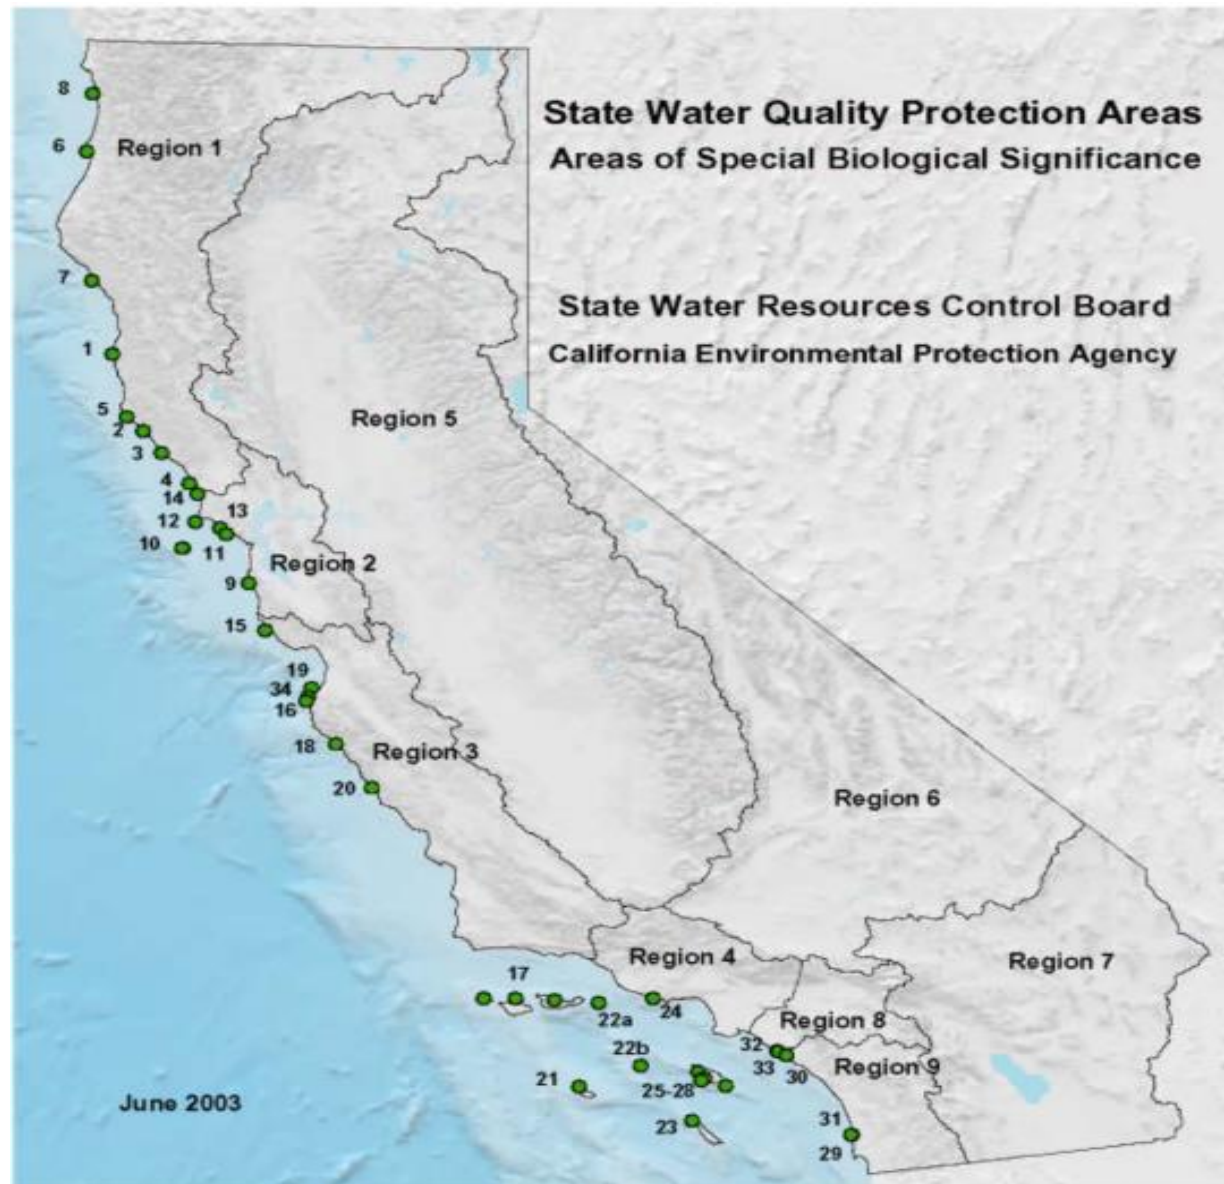 State Water Quality Protection Areas
Areas of Special Biological Significance
State Water Resources Control Board
California Environmental Protection Agency
8
6
Region 1
7
1
5
2
3
4
14
12
13
10
11
9
15
Region 2
Region 5
19
34
16
18
20
Region 3
Region 6
17
22a
24
Region 4
Region 7
Region 8
22b
32
33
30
Region 9
21
25-28
23
31
29
June 2003